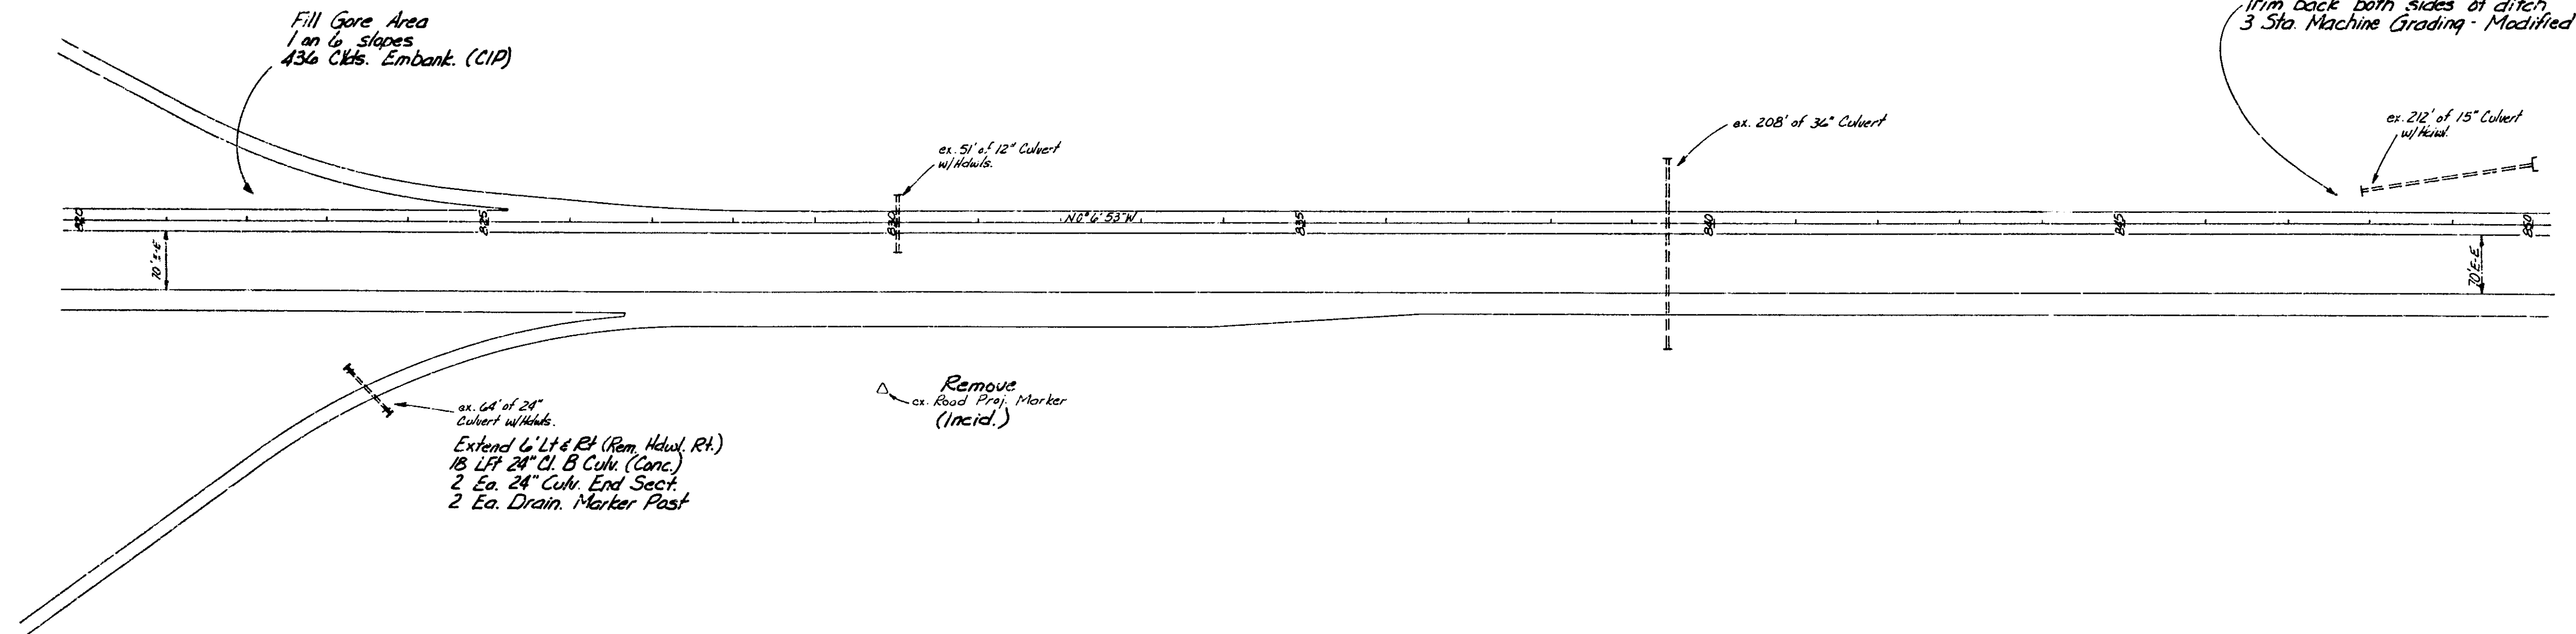 Fill Gore Area
1 on 6 slopes
436 CYds. Embank. (CIP)
Trim back both sides of ditch
3 Sta. Machine Grading - Modified
ex. 51' of 12" Culvert
w/Hdwls.
ex. 208' of 36" Culvert
ex. 212' of 15" Culvert
w/Hdwl.
820
825
830
N0° 6' 53"W
835
840
845
850
70' E-E
70' E-E
ex. 64' of 24"
Culvert w/Hdwls.
Extend 6' Lt & Rt (Rem. Hdwl. Rt.)
18 LFt 24" Cl. B Culv. (Conc.)
2 Ea. 24" Culv. End Sect.
2 Ea. Drain. Marker Post
Remove
ex. Road Proj. Marker
(Incid.)